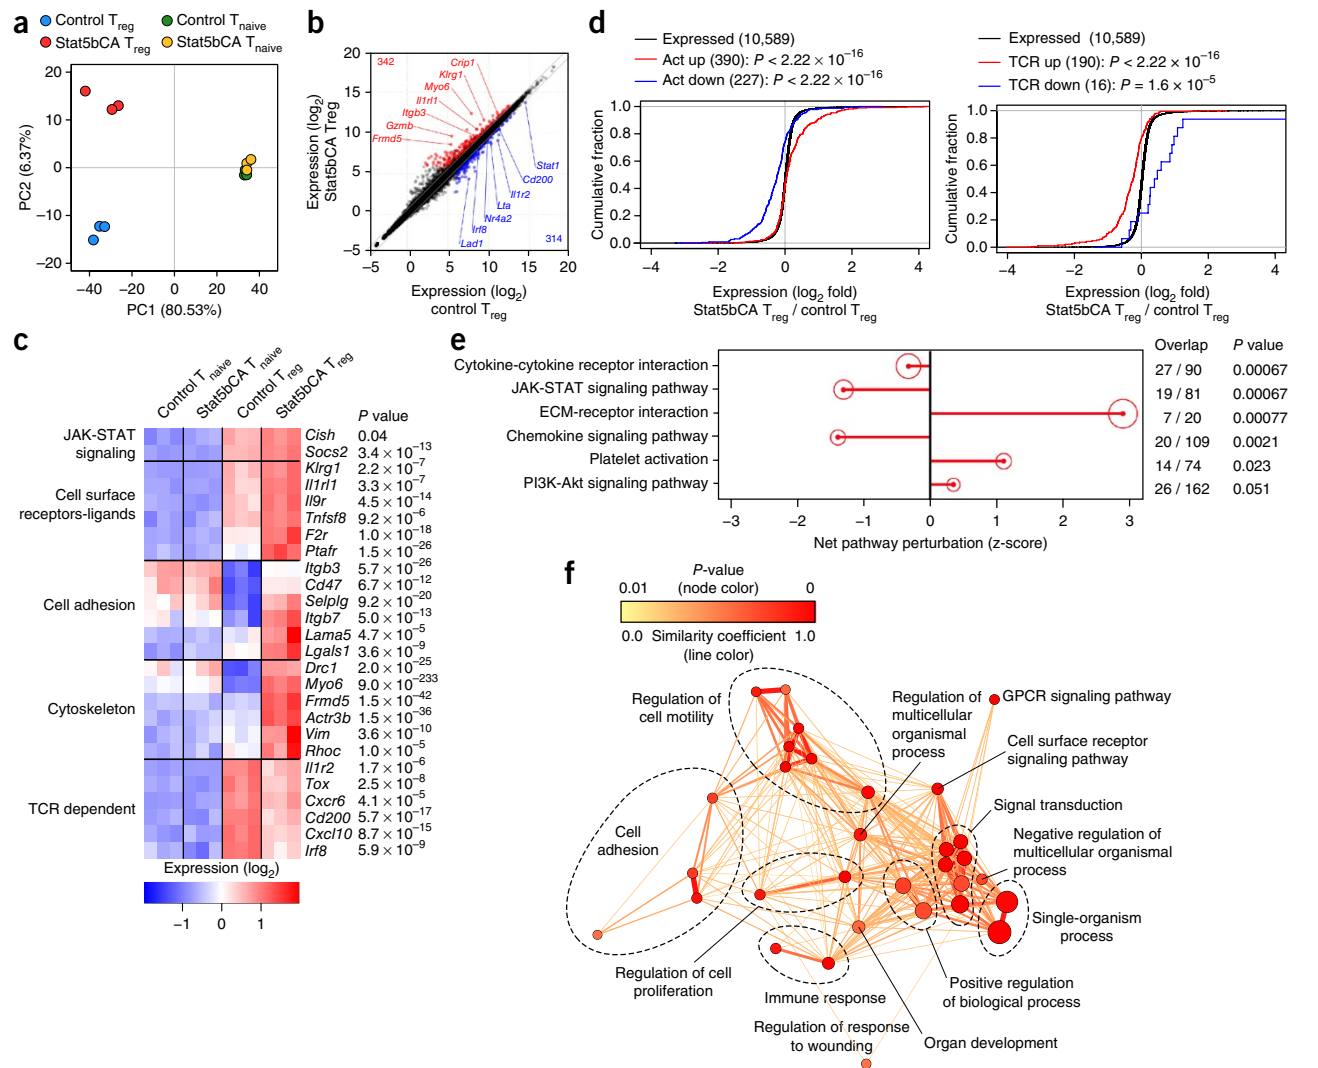 a
Control Treg
Control Tnaive
Stat5bCA Treg
Stat5bCA Tnaive
20
10
0
−10
−20
PC2 (6.37%)
−40 −20 0 20 40
PC1 (80.53%)
b
20
15
10
5
0
−5
Expression (log2)
Stat5bCA Treg
342
Crip1
Klrg1
Myo6
Il1rl1
Itgb3
Gzmb
Frmd5
Stat1
Cd200
Il1r2
Lta
Nr4a2
Irf8
Lad1
314
−5 0 5 10 15 20
Expression (log2)
control Treg
d
Expressed (10,589)
Act up (390): P < 2.22 × 10−16
Act down (227): P < 2.22 × 10−16
1.0
0.8
0.6
0.4
0.2
0.0
Cumulative fraction
−4 −2 0 2 4
Expression (log2 fold)
Stat5bCA Treg / control Treg
Expressed (10,589)
TCR up (190): P < 2.22 × 10−16
TCR down (16): P = 1.6 × 10−5
1.0
0.8
0.6
0.4
0.2
0.0
Cumulative fraction
−4 −2 0 2 4
Expression (log2 fold)
Stat5bCA Treg / control Treg
c
Control Tnaive
Stat5bCA Tnaive
Control Treg
Stat5bCA Treg
P value
JAK-STAT
signaling
Cell surface
receptors-ligands
Cell adhesion
Cytoskeleton
TCR dependent
Cish 0.04
Socs2 3.4 × 10−13
Klrg1 2.2 × 10−7
Il1rl1 3.3 × 10−7
Il9r 4.5 × 10−14
Tnfsf8 9.2 × 10−6
F2r 1.0 × 10−18
Ptafr 1.5 × 10−26
Itgb3 5.7 × 10−26
Cd47 6.7 × 10−12
Selplg 9.2 × 10−20
Itgb7 5.0 × 10−13
Lama5 4.7 × 10−5
Lgals1 3.6 × 10−9
Drc1 2.0 × 10−25
Myo6 9.0 × 10−233
Frmd5 1.5 × 10−42
Actr3b 1.5 × 10−36
Vim 3.6 × 10−10
Rhoc 1.0 × 10−5
Il1r2 1.7 × 10−6
Tox 2.5 × 10−8
Cxcr6 4.1 × 10−5
Cd200 5.7 × 10−17
Cxcl10 8.7 × 10−15
Irf8 5.9 × 10−9
Expression (log2)
−1 0 1
e
Overlap P value
Cytokine-cytokine receptor interaction 27 / 90 0.00067
JAK-STAT signaling pathway 19 / 81 0.00067
ECM-receptor interaction 7 / 20 0.00077
Chemokine signaling pathway 20 / 109 0.0021
Platelet activation 14 / 74 0.023
PI3K-Akt signaling pathway 26 / 162 0.051
−3 −2 −1 0 1 2 3
Net pathway perturbation (z-score)
f
P-value
0.01 (node color) 0
0.0 Similarity coefficient 1.0
(line color)
Regulation of
cell motility
Regulation of
multicellular
organismal
process
GPCR signaling pathway
Cell surface receptor
signaling pathway
Signal transduction
Negative regulation of
multicellular organismal
process
Cell
adhesion
Single-organism
process
Regulation of cell
proliferation
Immune response
Positive regulation
of biological process
Regulation of response
to wounding
Organ development